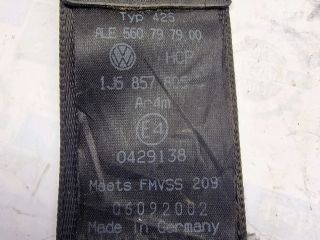 Typ 425
ALE 560 79 79 00
VW HCP
1J6 857 805
A-4m
E4
0429138
Meets FMVSS 209
06092002
Made in Germany